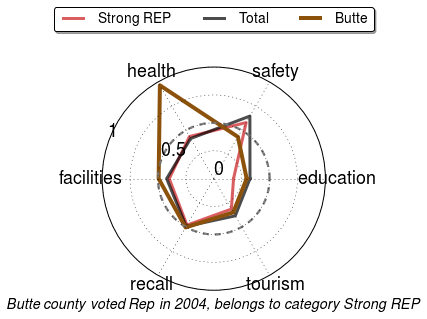 Strong REP Total Butte
health safety
1
0.5
0
facilities education
recall tourism
Butte county voted Rep in 2004, belongs to category Strong REP